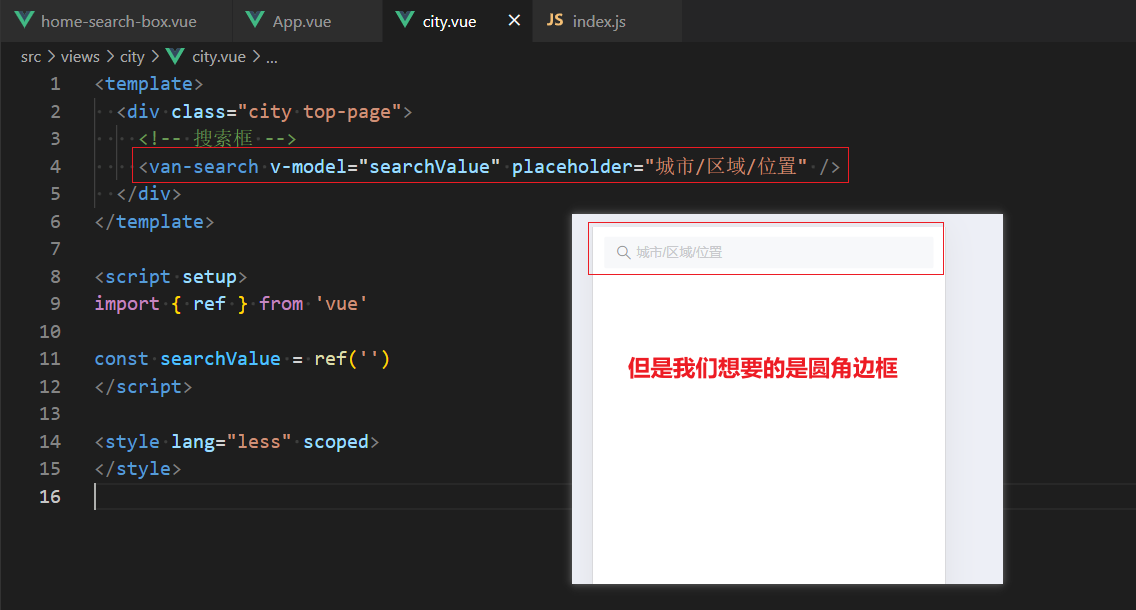 home-search-box.vue App.vue city.vue × JS index.js
src > views > city > city.vue > ...
1 <template>
2 <div class="city top-page">
3 <!-- 搜索框 -->
4 <van-search v-model="searchValue" placeholder="城市/区域/位置" />
5 </div>
6 </template>
7
8 <script setup>
9 import { ref } from 'vue'
10
11 const searchValue = ref('')
12 </script>
13
14 <style lang="less" scoped>
15 </style>
16
城市/区域/位置
但是我们想要的是圆角边框